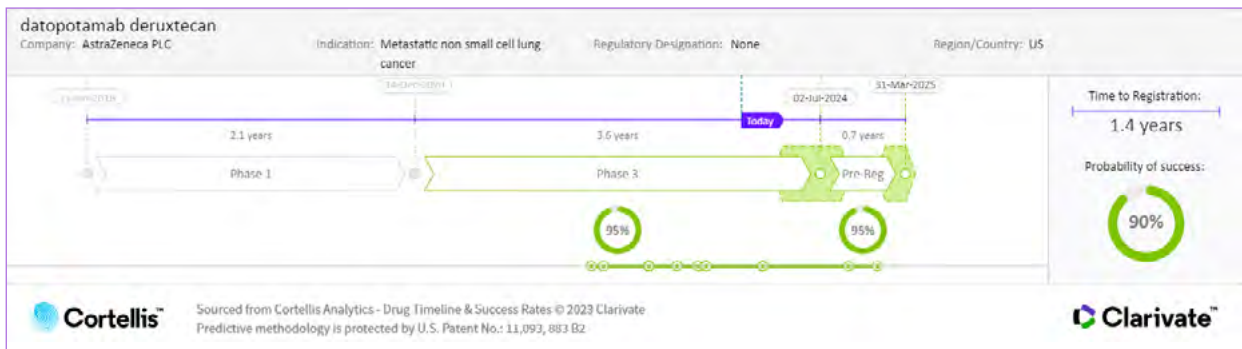 datopotamab deruxtecan
Company: AstraZeneca PLC
Indication: Metastatic non small cell lung
cancer
Regulatory Designation: None
Region/Country: US
02-Jul-2024
31-Mar-2025
Today
2.1 years
3.6 years
0.7 years
Phase 1
Phase 3
Pre-Reg
95%
95%
Time to Registration:
1.4 years
Probability of success:
90%
Cortellis™
Sourced from Cortellis Analytics - Drug Timeline & Success Rates © 2023 Clarivate
Predictive methodology is protected by U.S. Patent No.: 11,093, 883 B2
Clarivate™